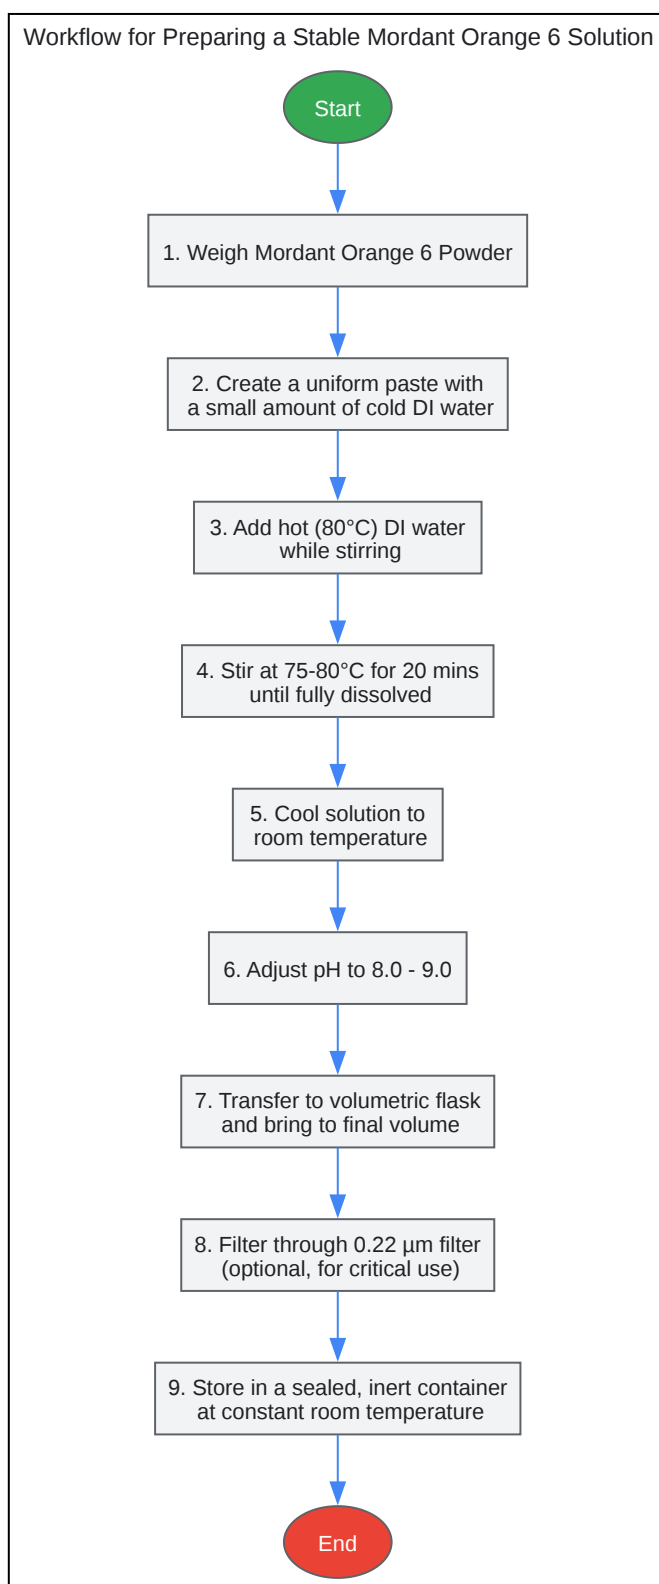 Workflow for Preparing a Stable Mordant Orange 6 Solution
Start
1. Weigh Mordant Orange 6 Powder
2. Create a uniform paste with
a small amount of cold DI water
3. Add hot (80°C) DI water
while stirring
4. Stir at 75-80°C for 20 mins
until fully dissolved
5. Cool solution to
room temperature
6. Adjust pH to 8.0 - 9.0
7. Transfer to volumetric flask
and bring to final volume
8. Filter through 0.22 µm filter
(optional, for critical use)
9. Store in a sealed, inert container
at constant room temperature
End